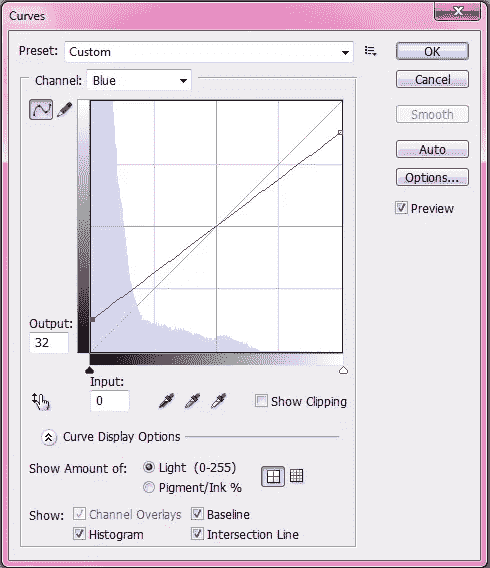 Curves
Preset: Custom
OK
Channel: Blue
Cancel
Smooth
Auto
Options...
Preview
Output:
32
Input:
0
Show Clipping
Curve Display Options
Show Amount of: Light (0-255)
Pigment/Ink %
Show: Channel Overlays Baseline
Histogram Intersection Line